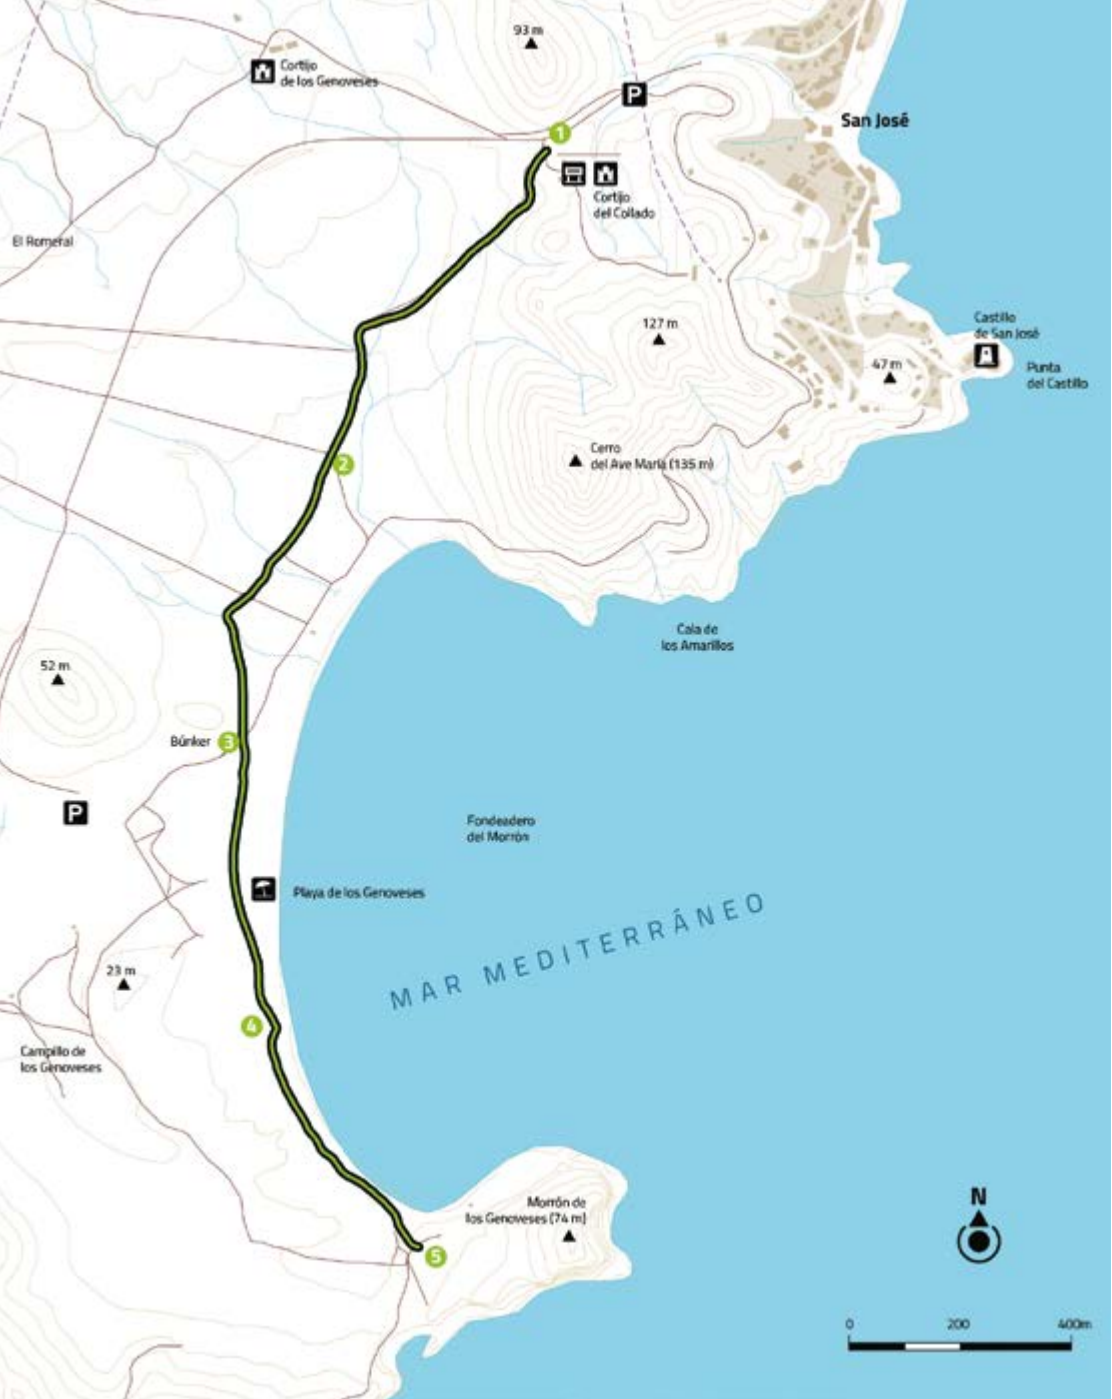 93 m
Cortijo
de los Genoveses
P
San José
1
Cortijo
del Collado
El Romeral
127 m
Castillo
de San José
47 m
Punta
del Castillo
Cerro
del Ave María (135 m)
2
Cala de
los Amarillos
52 m
Búnker
3
P
Fondeadero
del Morrón
Playa de los Genoveses
MAR MEDITERRÁNEO
23 m
4
Campillo de
los Genoveses
Morrón de
los Genoveses (74 m)
N
5
0 200 400m